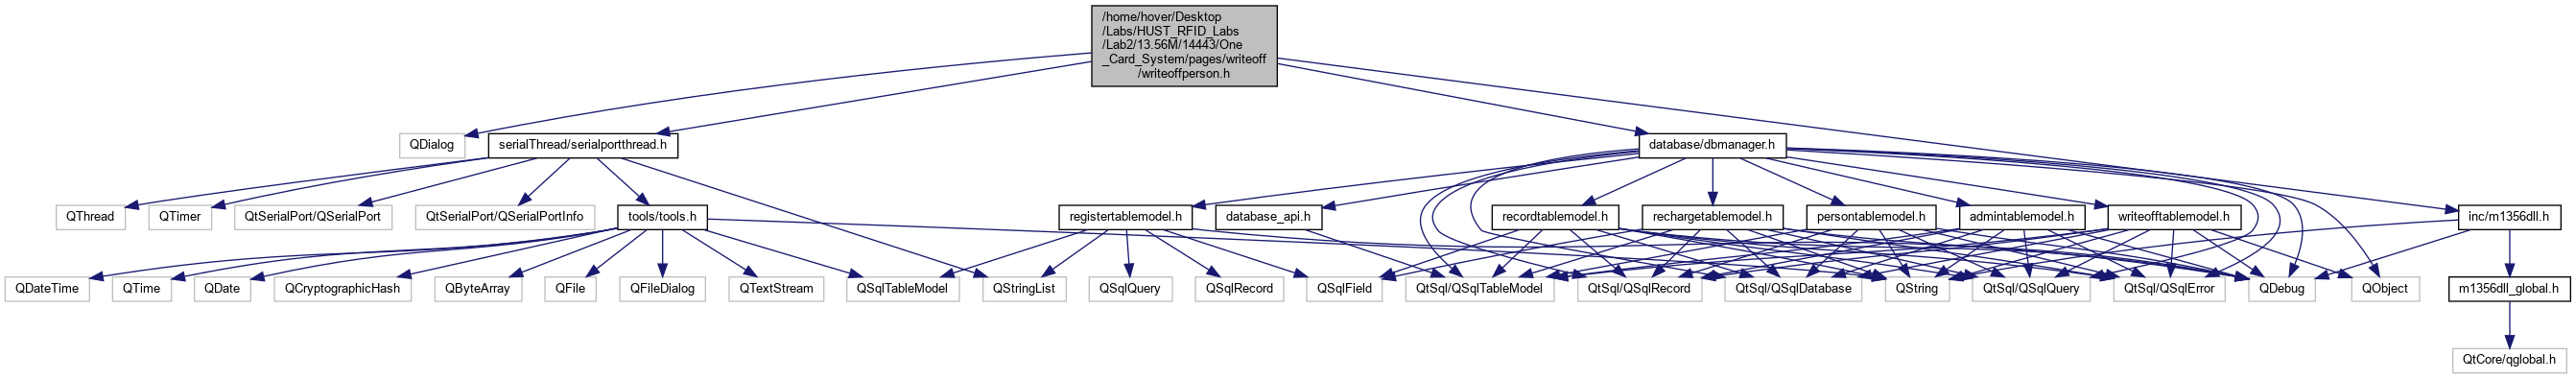 /home/hover/Desktop
/Labs/HUST_RFID_Labs
/Lab2/13.56M/14443/One
_Card_System/pages/writeoff
/writeoffperson.h
QDialog
serialThread/serialportthread.h
database/dbmanager.h
QThread
QTimer
QtSerialPort/QSerialPort
QtSerialPort/QSerialPortInfo
tools/tools.h
registertablemodel.h
database_api.h
recordtablemodel.h
rechargetablemodel.h
persontablemodel.h
admintablemodel.h
writeofftablemodel.h
inc/m1356dll.h
QDateTime
QTime
QDate
QCryptographicHash
QByteArray
QFile
QFileDialog
QTextStream
QSqlTableModel
QStringList
QSqlQuery
QSqlRecord
QSqlField
QtSql/QSqlTableModel
QtSql/QSqlRecord
QtSql/QSqlDatabase
QString
QtSql/QSqlQuery
QtSql/QSqlError
QDebug
QObject
m1356dll_global.h
QtCore/qglobal.h